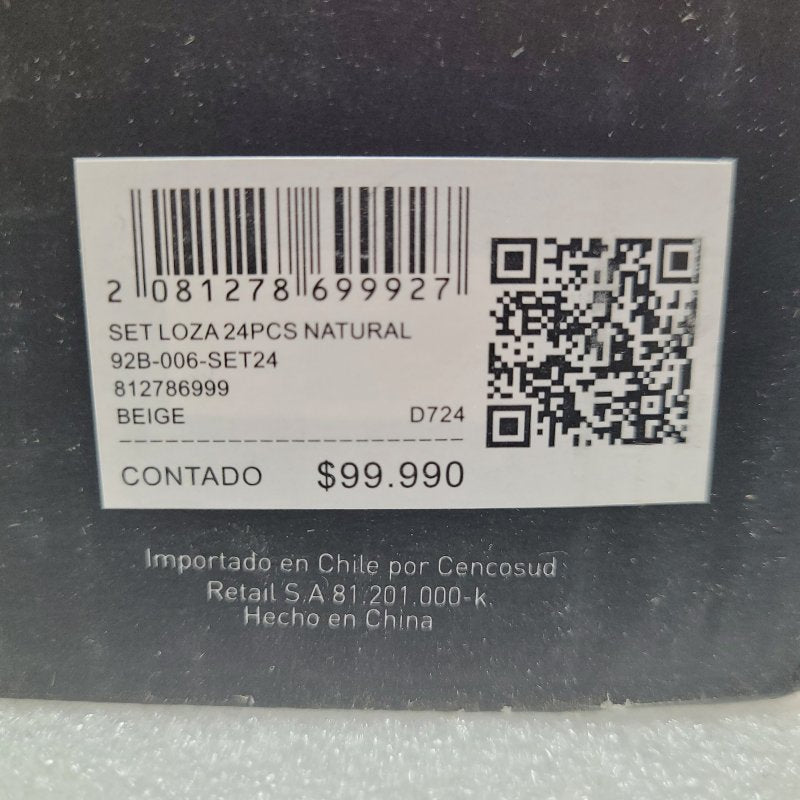 2 081278 699927
SET LOZA 24PCS NATURAL
92B-006-SET24
812786999
BEIGE D724
CONTADO $99.990
Importado en Chile por Cencosud
Retail S.A 81.201.000-k.
Hecho en China